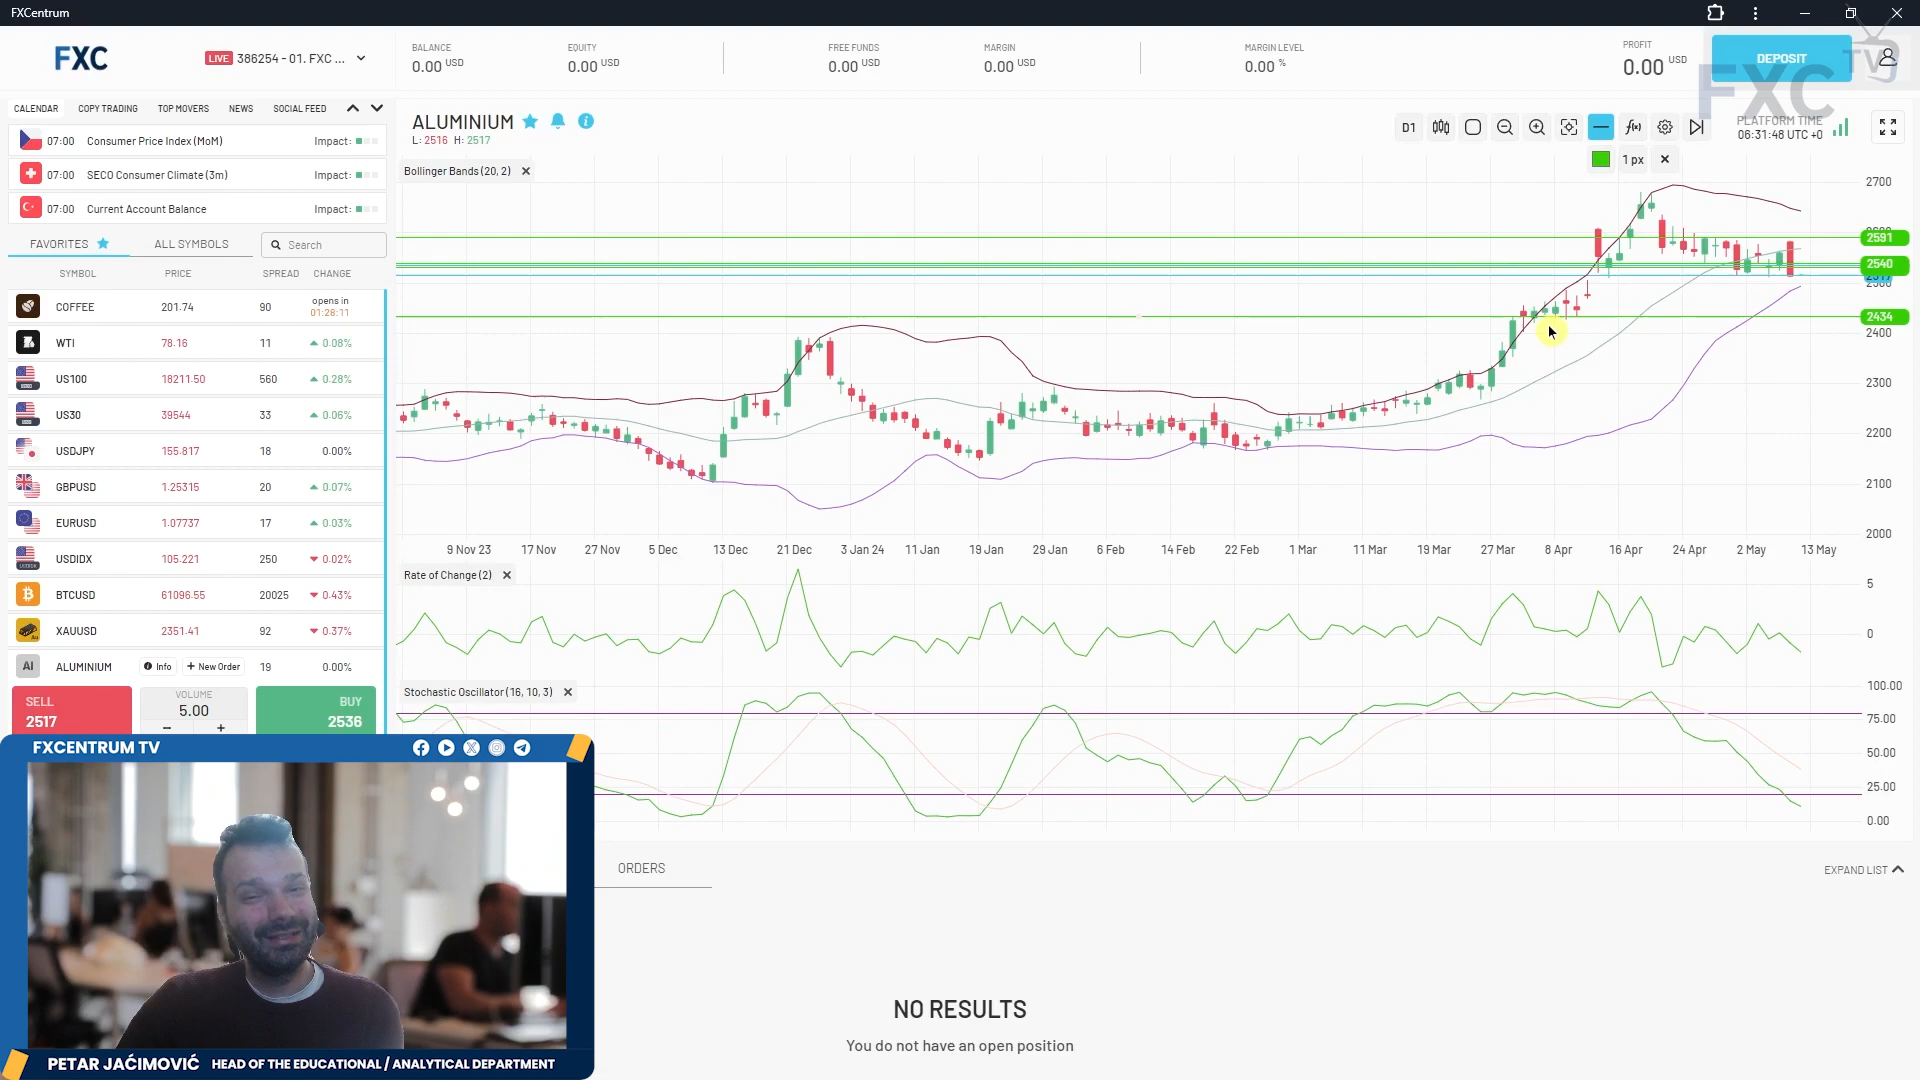 FXCentrum
FXC
LIVE 386254 - 01. FXC ...
BALANCE
0.00 USD
EQUITY
0.00 USD
FREE FUNDS
0.00 USD
MARGIN
0.00 USD
MARGIN LEVEL
0.00 %
PROFIT
0.00 USD
DEPOSIT
FXC TV
CALENDAR COPY TRADING TOP MOVERS NEWS SOCIAL FEED
07:00 Consumer Price Index (MoM) Impact:
07:00 SECO Consumer Climate (3m) Impact:
07:00 Current Account Balance Impact:
FAVORITES ALL SYMBOLS Search
SYMBOL PRICE SPREAD CHANGE
COFFEE 201.74 90 opens in 01:28:11
WTI 78.16 11 0.08%
US100 18211.50 560 0.28%
US30 39544 33 0.06%
USDJPY 155.817 18 0.00%
GBPUSD 1.25315 20 0.07%
EURUSD 1.07737 17 0.03%
USDIDX 105.221 250 0.02%
BTCUSD 61096.55 20025 0.43%
XAUUSD 2351.41 92 0.37%
Al ALUMINIUM Info + New Order 19 0.00%
SELL
2517
VOLUME
5.00
− +
BUY
2536
ALUMINIUM
L: 2516 H: 2517
D1
f(x)
1 px
PLATFORM TIME
06:31:48 UTC +0
Bollinger Bands (20, 2)
2700
2591
2540
2434
2400
2300
2200
2100
2000
9 Nov 23 17 Nov 27 Nov 5 Dec 13 Dec 21 Dec 3 Jan 24 11 Jan 19 Jan 29 Jan 6 Feb 14 Feb 22 Feb 1 Mar 11 Mar 19 Mar 27 Mar 8 Apr 16 Apr 24 Apr 2 May 13 May
Rate of Change (2)
5
0
Stochastic Oscillator (16, 10, 3)
100.00
75.00
50.00
25.00
0.00
ORDERS
EXPAND LIST
NO RESULTS
You do not have an open position
FXCENTRUM TV
PETAR JAĆIMOVIĆ HEAD OF THE EDUCATIONAL / ANALYTICAL DEPARTMENT